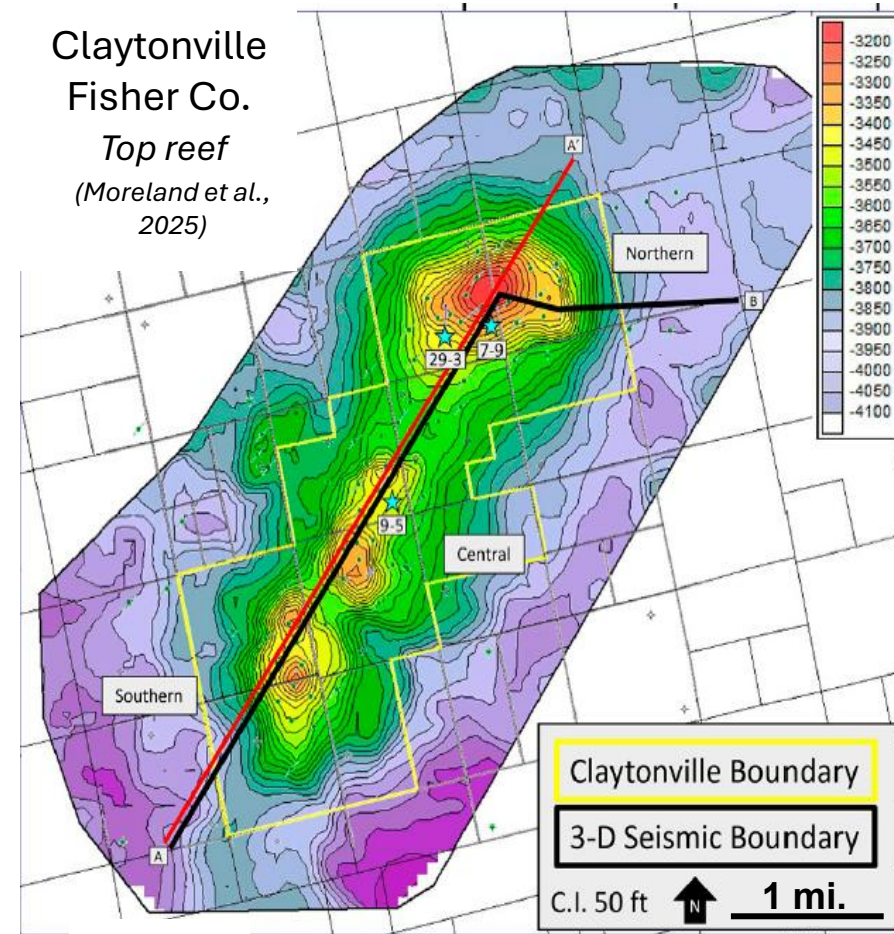 Claytonville
Fisher Co.
Top reef
(Moreland et al.,
2025)
-3200
-3250
-3300
-3350
-3400
-3450
-3500
-3550
-3600
-3650
-3700
-3750
-3800
-3850
-3900
-3950
-4000
-4050
-4100
A'
Northern
B
29-3
7-9
9-5
Central
Southern
A
Claytonville Boundary
3-D Seismic Boundary
C.I. 50 ft N 1 mi.